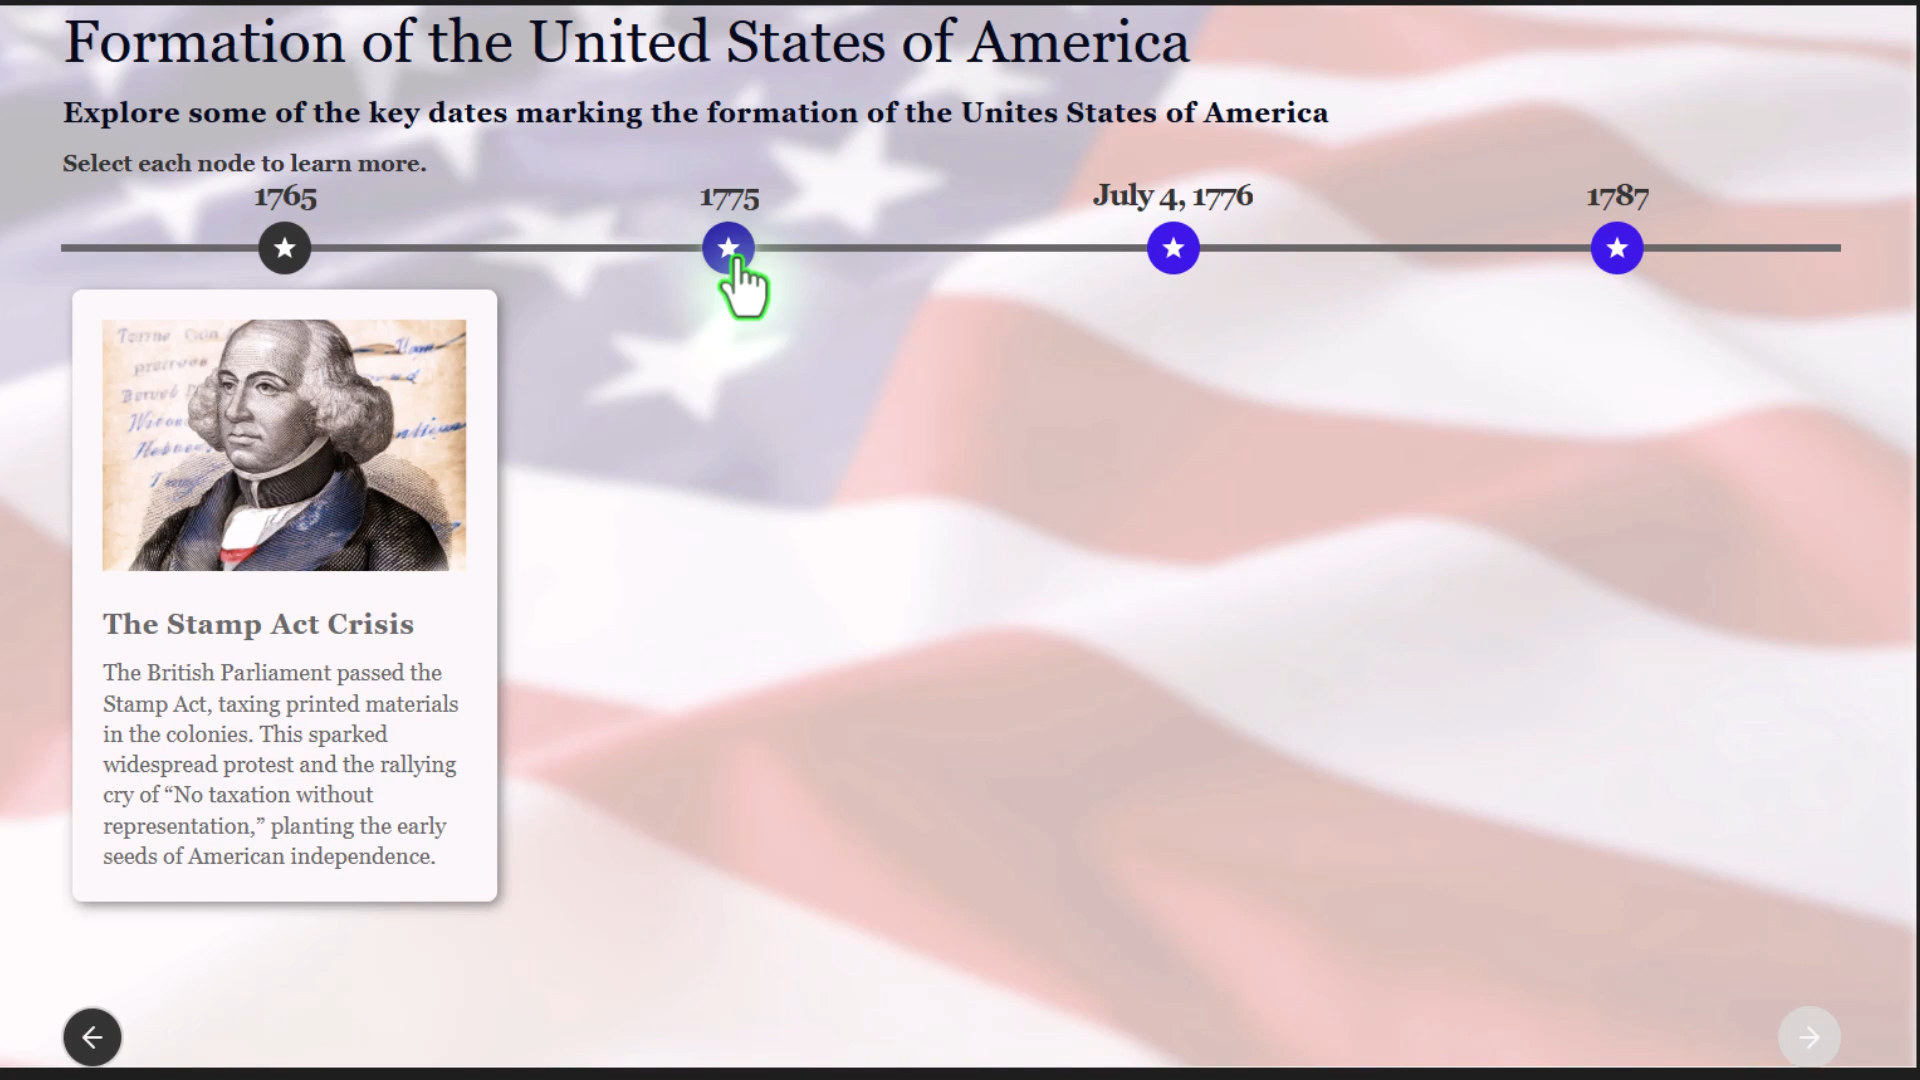 Formation of the United States of America
Explore some of the key dates marking the formation of the Unites States of America
Select each node to learn more.
1765
1775
July 4, 1776
1787
The Stamp Act Crisis
The British Parliament passed the
Stamp Act, taxing printed materials
in the colonies. This sparked
widespread protest and the rallying
cry of “No taxation without
representation,” planting the early
seeds of American independence.